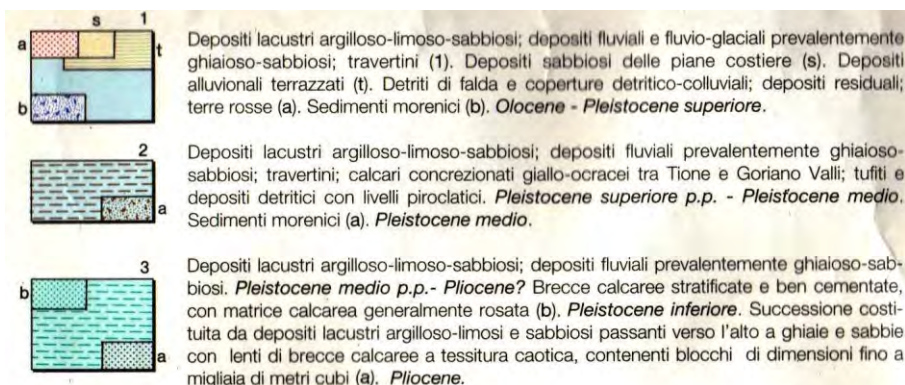 s 1
a t
b
Depositi lacustri argilloso-limoso-sabbiosi; depositi fluviali e fluvio-glaciali prevalentemente
ghiaioso-sabbiosi; travertini (1). Depositi sabbiosi delle piane costiere (s). Depositi
alluvionali terrazzati (t). Detriti di falda e coperture detritico-colluviali; depositi residuali;
terre rosse (a). Sedimenti morenici (b). Olocene - Pleistocene superiore.
2
a
Depositi lacustri argilloso-limoso-sabbiosi; depositi fluviali prevalentemente ghiaioso-
sabbiosi; travertini; calcari concrezionati giallo-ocracei tra Tione e Goriano Valli; tufiti e
depositi detritici con livelli piroclatici. Pleistocene superiore p.p. - Pleistocene medio.
Sedimenti morenici (a). Pleistocene medio.
3
b
a
Depositi lacustri argilloso-limoso-sabbiosi; depositi fluviali prevalentemente ghiaioso-sab-
biosi. Pleistocene medio p.p.- Pliocene? Brecce calcaree stratificate e ben cementate,
con matrice calcarea generalmente rosata (b). Pleistocene inferiore. Successione costi-
tuita da depositi lacustri argilloso-limosi e sabbiosi passanti verso l'alto a ghiaie e sabbie
con lenti di brecce calcaree a tessitura caotica, contenenti blocchi di dimensioni fino a
migliaia di metri cubi (a). Pliocene.